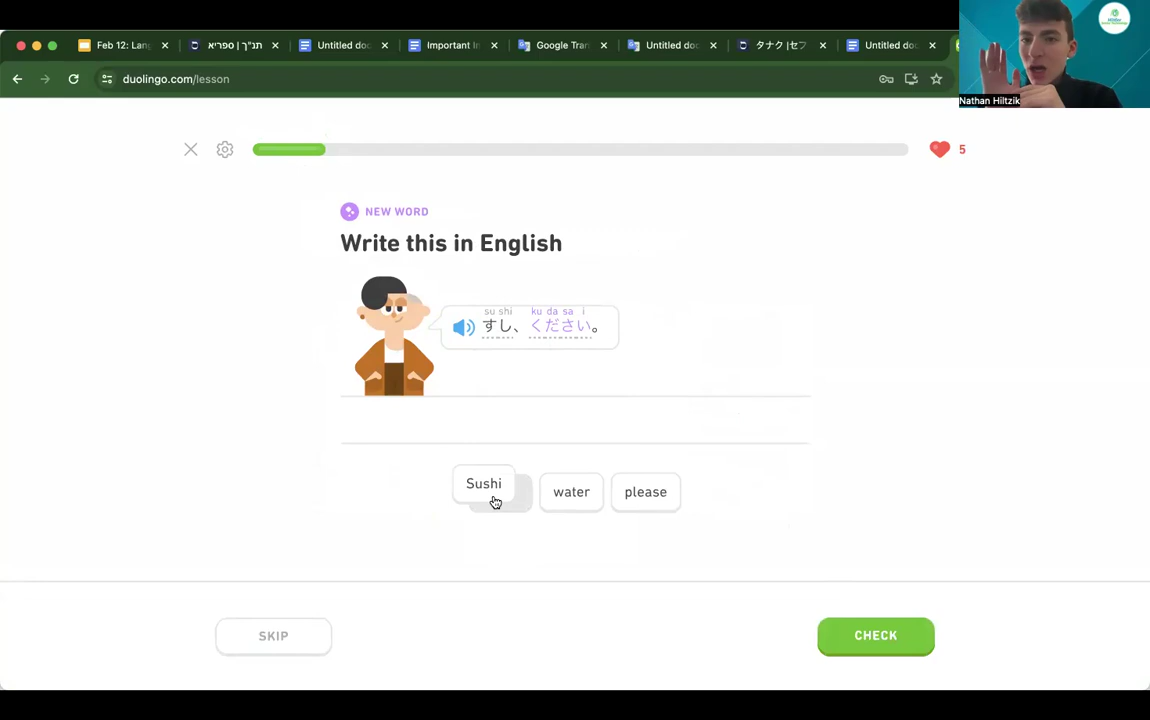 Feb 12: Lan
תנ"ך | ספריא
Untitled doc
Important In
Google Tran
Untitled doc
タナク |セフ
Untitled doc
duolingo.com/lesson
Nathan Hiltzik
5
NEW WORD
Write this in English
su shi ku da sa i
すし、ください。
Sushi water please
SKIP CHECK